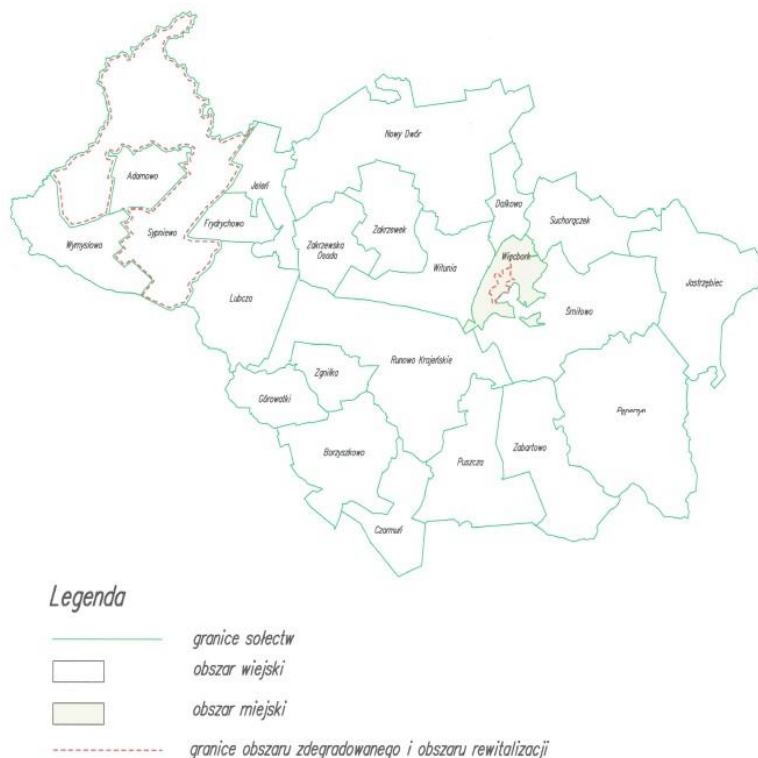 Nowy Dwór
Adamowo
Jeleń
Dalkowo
Suchorączek
Frydrychowo
Sypniewo
Wymysłowo
Zakrzewska
Osada
Zakrzewek
Witunia
Więcbork
Jastrzębiec
Lubcza
Śmiłowo
Runowo Krajeńskie
Zgniłka
Górowatki
Borzyszkowo
Puszcza
Zabartowo
Czarmuń
Legenda
granice sołectw
obszar wiejski
obszar miejski
granice obszaru zdegradowanego i obszaru rewitalizacji